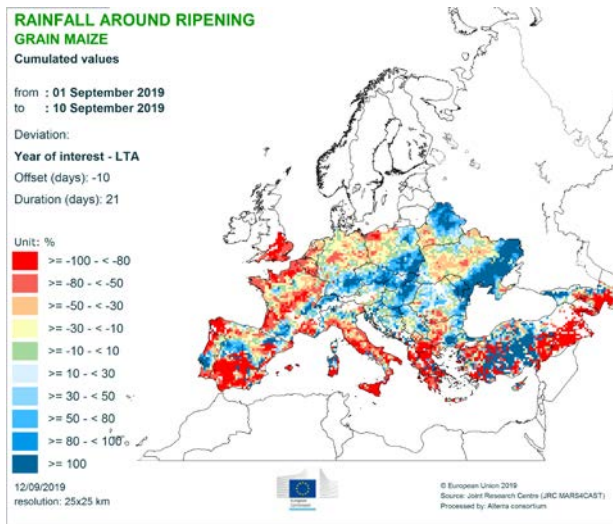 RAINFALL AROUND RIPENING
GRAIN MAIZE
Cumulated values
from : 01 September 2019
to : 10 September 2019
Deviation:
Year of interest - LTA
Offset (days): -10
Duration (days): 21
Unit: %
>= -100 - < -80
>= -80 - < -50
>= -50 - < -30
>= -30 - < -10
>= -10 - < 10
>= 10 - < 30
>= 30 - < 50
>= 50 - < 80
>= 80 - < 100
>= 100
12/09/2019
resolution: 25x25 km
European
Commission
© European Union 2019
Source: Joint Research Centre (JRC MARS4CAST)
Processed by: Alterra consortium